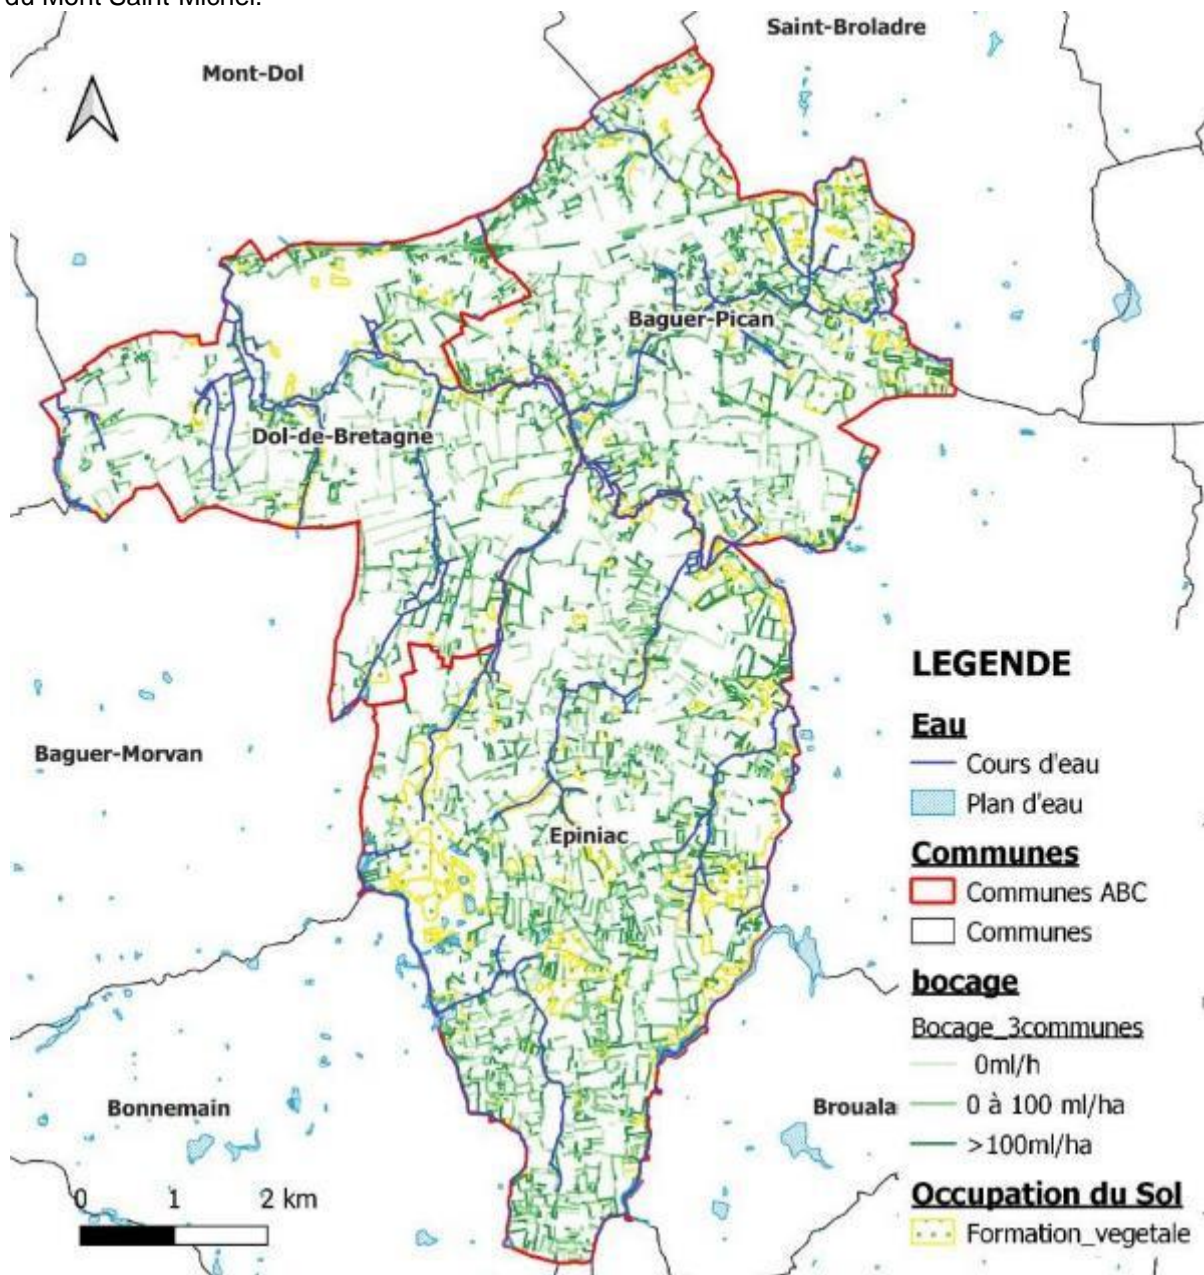 du Mont Saint-Michel.
Saint-Broladre
Mont-Dol
Baguer-Pican
Dol-de-Bretagne
Baguer-Morvan
Epiniac
Bonnemain
Brouala
0 1 2 km
LEGENDE
Eau
Cours d'eau
Plan d'eau
Communes
Communes ABC
Communes
bocage
Bocage_3communes
0ml/h
0 à 100 ml/ha
>100ml/ha
Occupation du Sol
Formation_vegetale